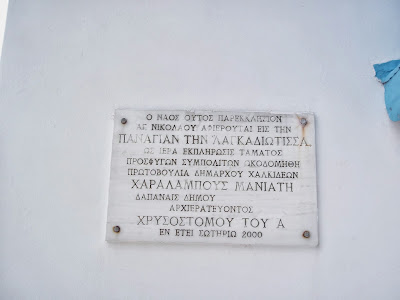 Ο ΝΑΟΣ ΟΥΤΟΣ ΠΑΡΕΚΚΛΗΣΙΟΝ
ΑΓ ΝΙΚΟΛΑΟΥ ΑΦΙΕΡΟΥΤΑΙ ΕΙΣ ΤΗΝ
ΠΑΝΑΓΙΑΝ ΤΗΝ ΛΑΓΚΑΔΙΩΤΙΣΣΑ,
ΩΣ ΙΕΡΑ ΕΚΠΛΗΡΩΣΙΣ ΤΑΜΑΤΟΣ
ΠΡΟΣΦΥΓΩΝ ΣΥΜΠΟΛΙΤΩΝ ΩΚΟΔΟΜΗΘΗ
ΠΡΩΤΟΒΟΥΛΙΑ ΔΗΜΑΡΧΟΥ ΧΑΛΚΙΔΕΩΝ
ΧΑΡΑΛΑΜΠΟΥΣ ΜΑΝΙΑΤΗ
ΔΑΠΑΝΑΙΣ ΔΗΜΟΥ
ΑΡΧΙΕΡΑΤΕΥΟΝΤΟΣ
ΧΡΥΣΟΣΤΟΜΟΥ ΤΟΥ Α
ΕΝ ΕΤΕΙ ΣΩΤΗΡΙΩ 2000